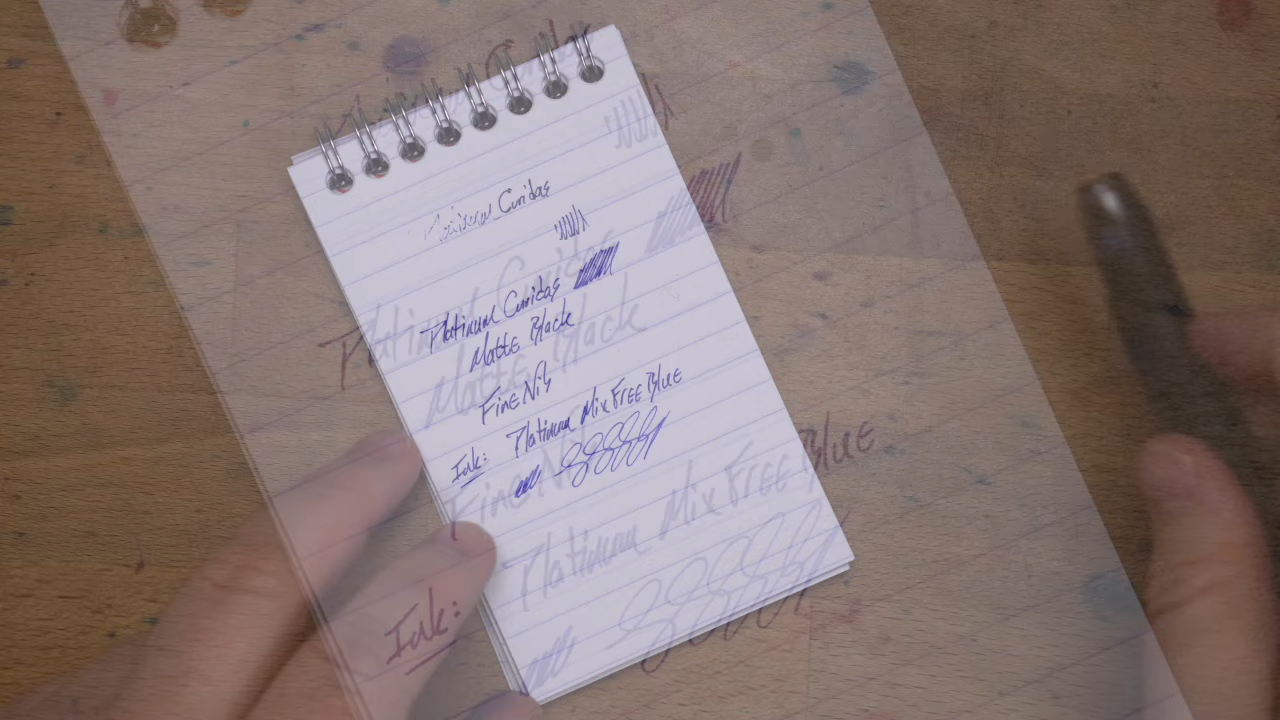 Platinum Curidas
Platinum Curidas
Matte Black
Fine Nib
Ink: Platinum Mix Free Blue